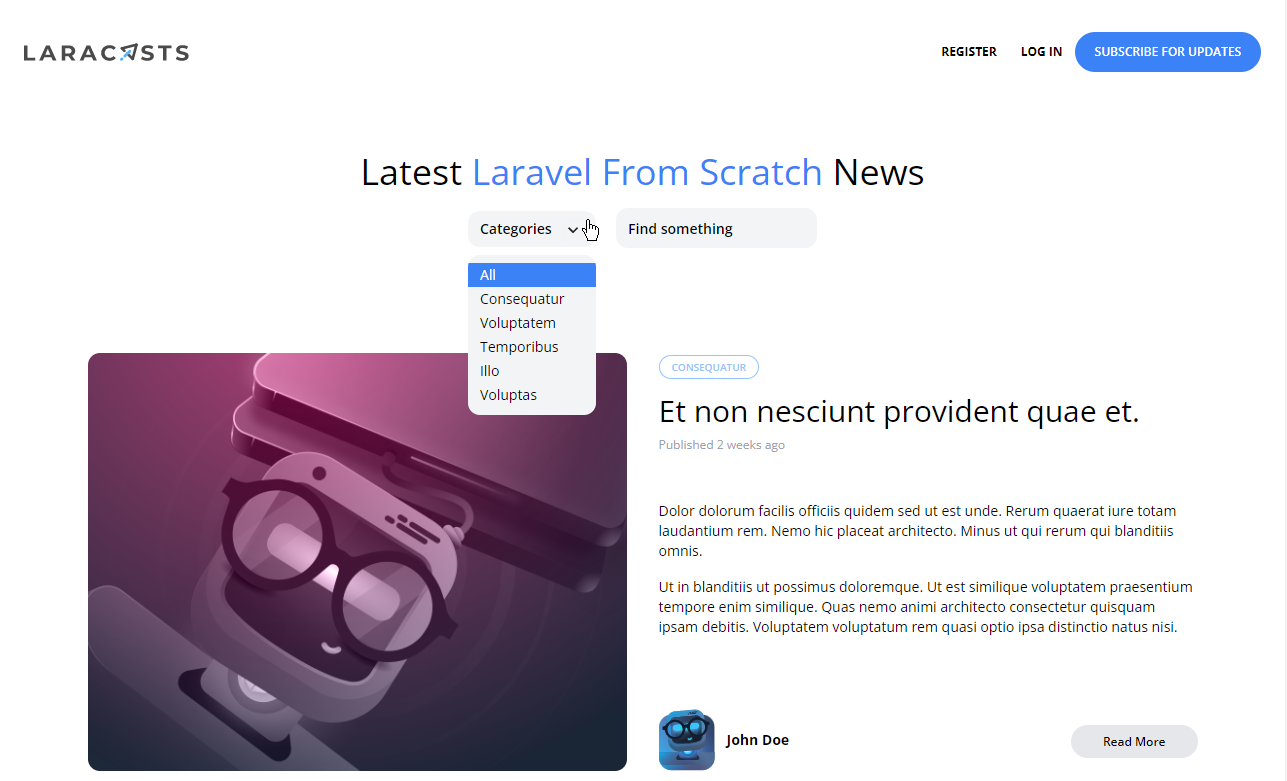 LARACASTS
REGISTER
LOG IN
SUBSCRIBE FOR UPDATES
Latest Laravel From Scratch News
Categories
Find something
All
Consequatur
Voluptatem
Temporibus
Illo
Voluptas
CONSEQUATUR
Et non nesciunt provident quae et.
Published 2 weeks ago
Dolor dolorum facilis officiis quidem sed ut est unde. Rerum quaerat iure totam
laudantium rem. Nemo hic placeat architecto. Minus ut qui rerum qui blanditiis
omnis.
Ut in blanditiis ut possimus doloremque. Ut est similique voluptatem praesentium
tempore enim similique. Quas nemo animi architecto consectetur quisquam
ipsam debitis. Voluptatem voluptatum rem quasi optio ipsa distinctio natus nisi.
John Doe
Read More